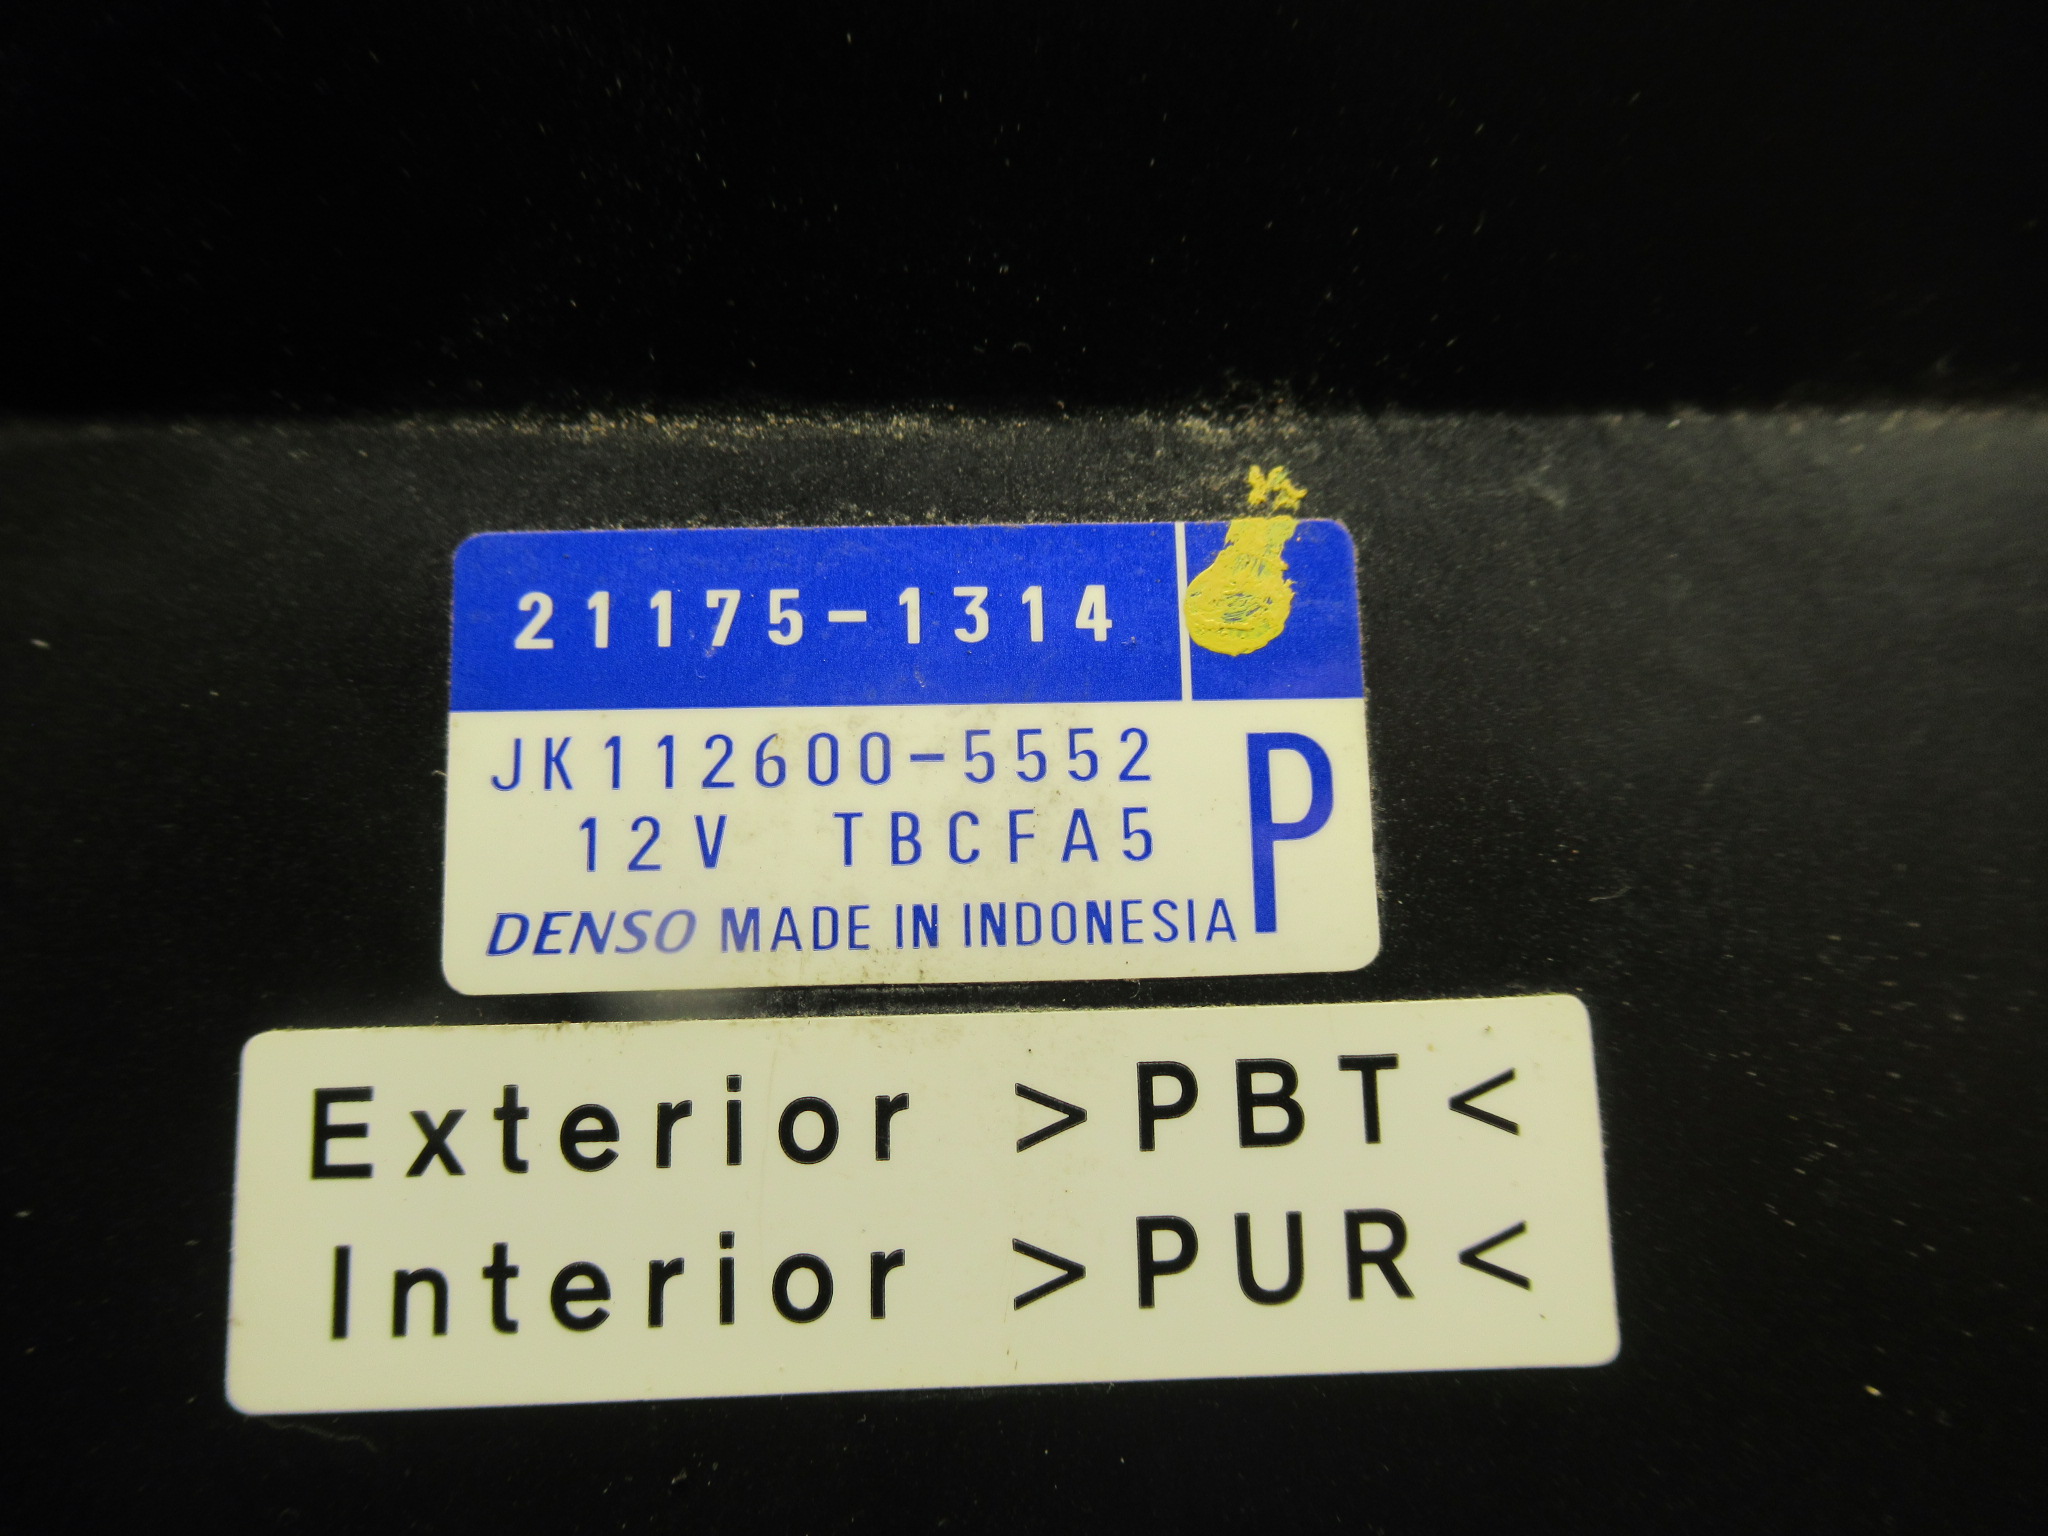 21175-1314
JK112600-5552
12V TBCFA5
P
DENSO MADE IN INDONESIA
Exterior >PBT<
Interior >PUR<